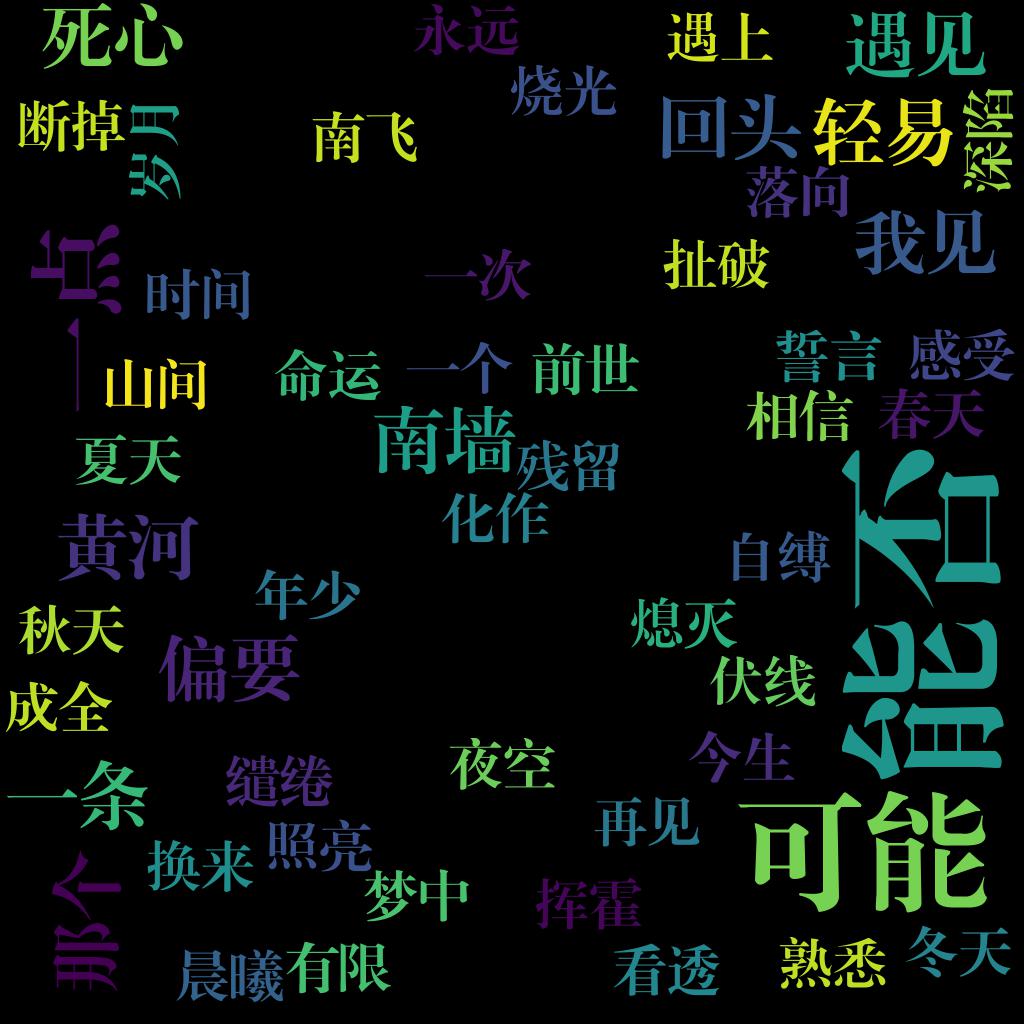 死心
永远
遇上
遇见
烧光
断掉
岁月
南飞
回头
轻易
深陷
落向
我见
一点
时间
一次
扯破
山间
命运
一个
前世
誓言
感受
相信
春天
南墙
夏天
残留
化作
能否
黄河
自缚
年少
秋天
熄灭
偏要
伏线
成全
夜空
今生
一条
缱绻
再见
可能
照亮
换来
那个
梦中
挥霍
晨曦
有限
看透
熟悉
冬天